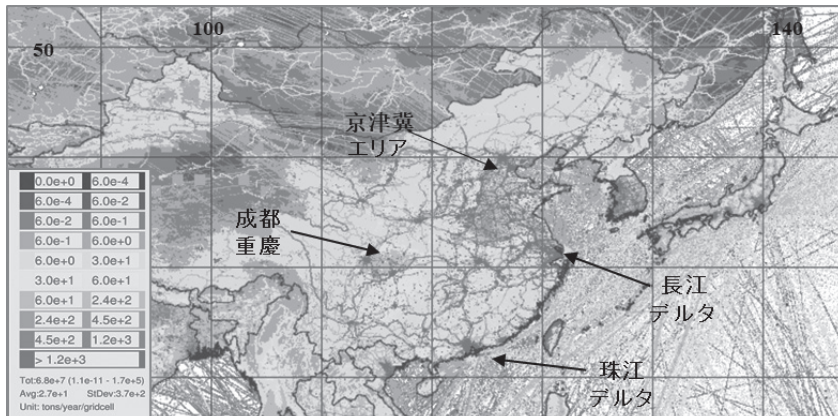 50
100
140
京津冀
エリア
成都
重慶
長江
デルタ
珠江
デルタ
0.0e+0 6.0e-4
6.0e-4 6.0e-2
6.0e-2 6.0e-1
6.0e-1 6.0e+0
6.0e+0 3.0e+1
3.0e+1 6.0e+1
6.0e+1 2.4e+2
2.4e+2 4.5e+2
4.5e+2 1.2e+3
> 1.2e+3
Tot:6.8e+7 (1.1e-11 - 1.7e+5)
Avg:2.7e+1 StDev:3.7e+2
Unit: tons/year/gridcell